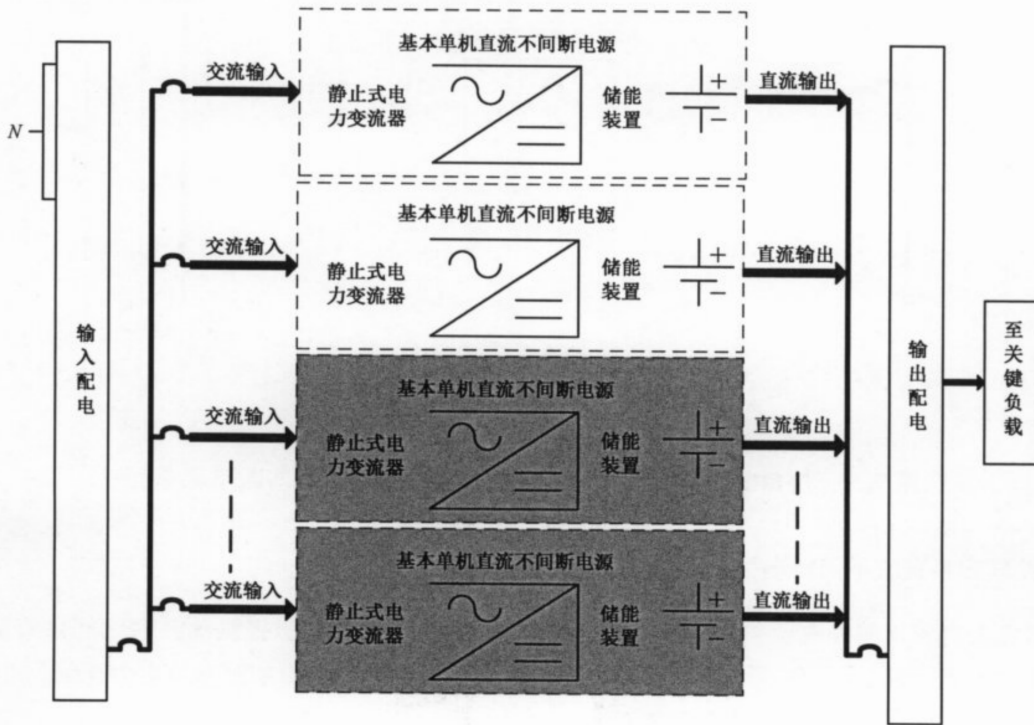 N
输入配电
交流输入
基本单机直流不间断电源
静止式电
力变流器
储能
装置
+
−
直流输出
交流输入
基本单机直流不间断电源
静止式电
力变流器
储能
装置
+
−
直流输出
交流输入
基本单机直流不间断电源
静止式电
力变流器
储能
装置
+
−
直流输出
交流输入
基本单机直流不间断电源
静止式电
力变流器
储能
装置
+
−
直流输出
输出配电
至关键负载